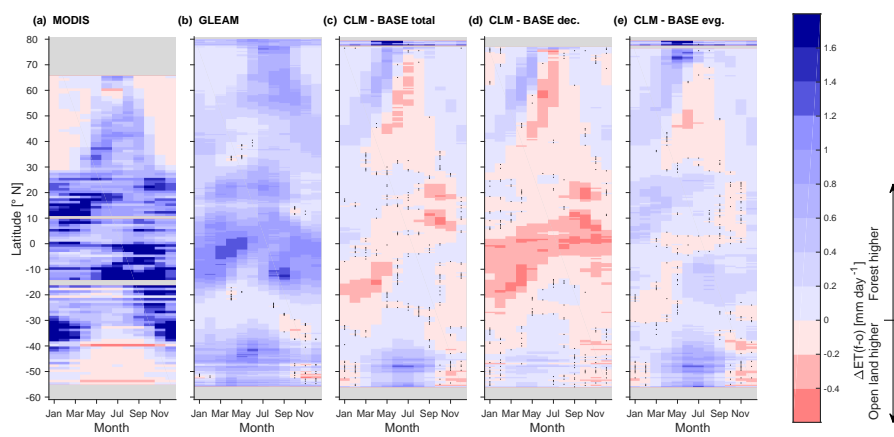 (a) MODIS
(b) GLEAM
(c) CLM - BASE total
(d) CLM - BASE dec.
(e) CLM - BASE evg.
80
70
60
50
40
30
20
10
0
-10
-20
-30
-40
-50
-60
Latitude [° N]
Jan Mar May Jul Sep Nov
Jan Mar May Jul Sep Nov
Jan Mar May Jul Sep Nov
Jan Mar May Jul Sep Nov
Jan Mar May Jul Sep Nov
Month
Month
Month
Month
Month
1.6
1.4
1.2
1
0.8
0.6
0.4
0.2
0
-0.2
-0.4
ΔET(f-o) [mm day⁻¹]
Open land higher
Forest higher